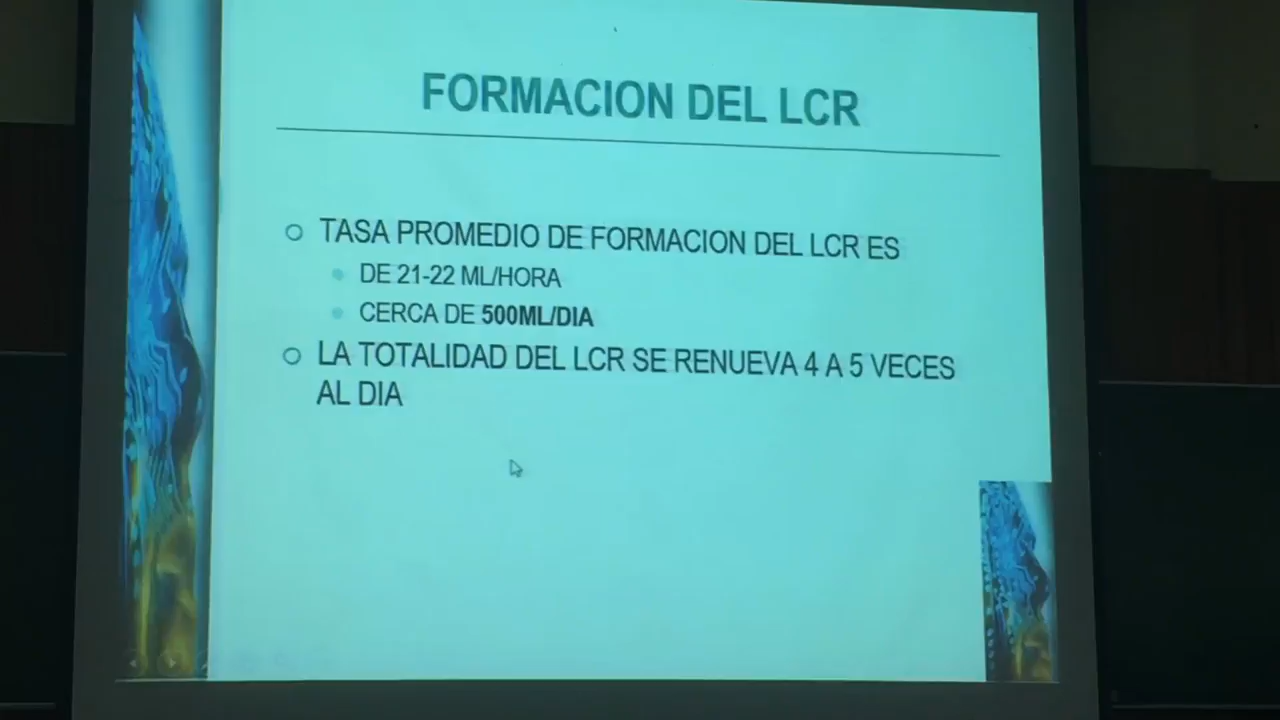 FORMACION DEL LCR
TASA PROMEDIO DE FORMACION DEL LCR ES
DE 21-22 ML/HORA
CERCA DE 500ML/DIA
LA TOTALIDAD DEL LCR SE RENUEVA 4 A 5 VECES
AL DIA